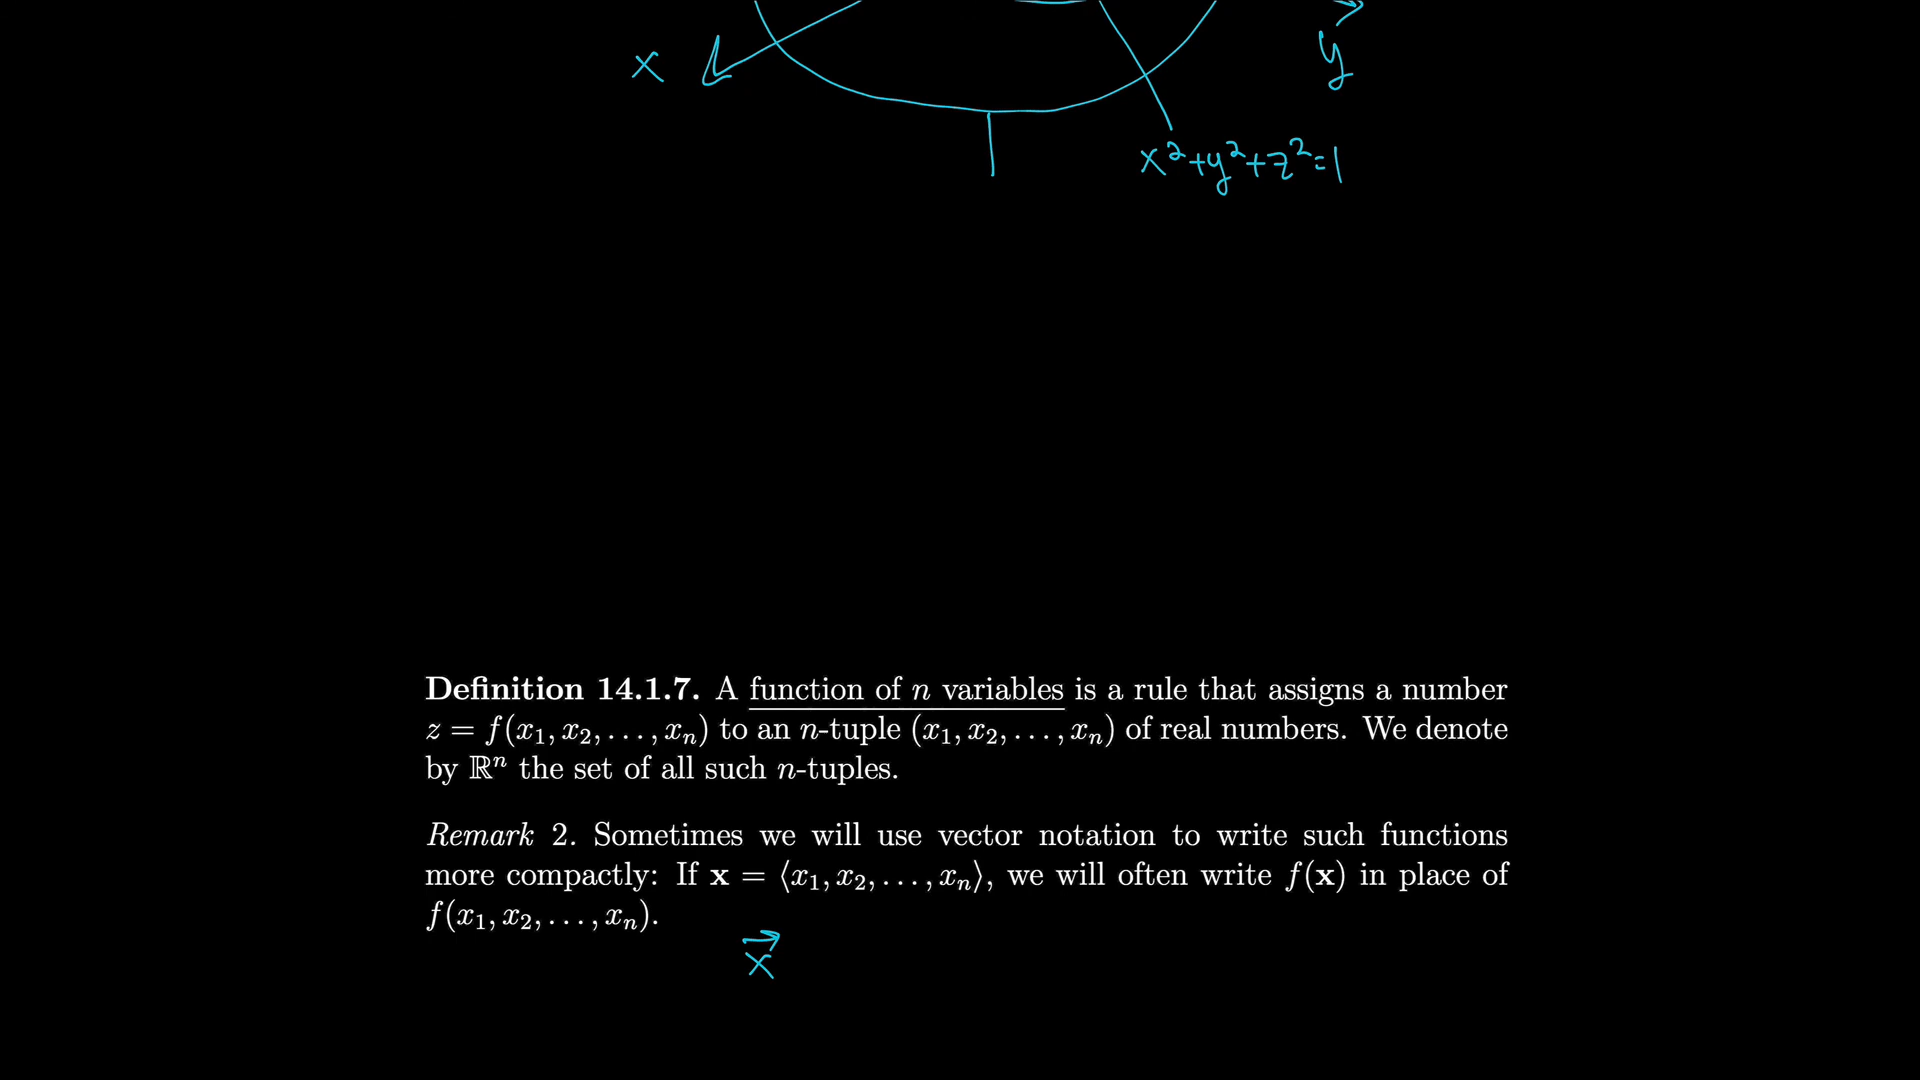 x
y
x²+y²+z²=1
Definition 14.1.7. A function of n variables is a rule that assigns a number
z = f(x₁, x₂, . . . , xₙ) to an n-tuple (x₁, x₂, . . . , xₙ) of real numbers. We denote
by ℝⁿ the set of all such n-tuples.
Remark 2. Sometimes we will use vector notation to write such functions
more compactly: If 𝐱 = ⟨x₁, x₂, . . . , xₙ⟩, we will often write f(𝐱) in place of
f(x₁, x₂, . . . , xₙ).
x⃗